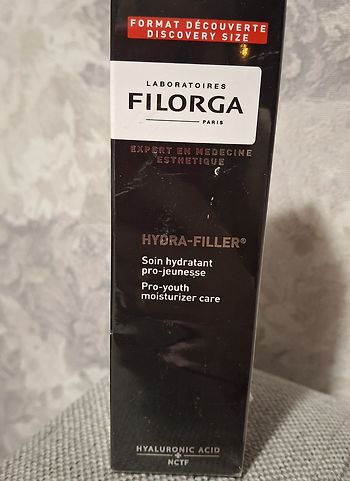 FORMAT DÉCOUVERTE
DISCOVERY SIZE
LABORATOIRES
FILORGA
PARIS
EXPERT EN MEDECINE
ESTHETIQUE
HYDRA-FILLER®
Soin hydratant
pro-jeunesse
Pro-youth
moisturizer care
HYALURONIC ACID
+
NCTF